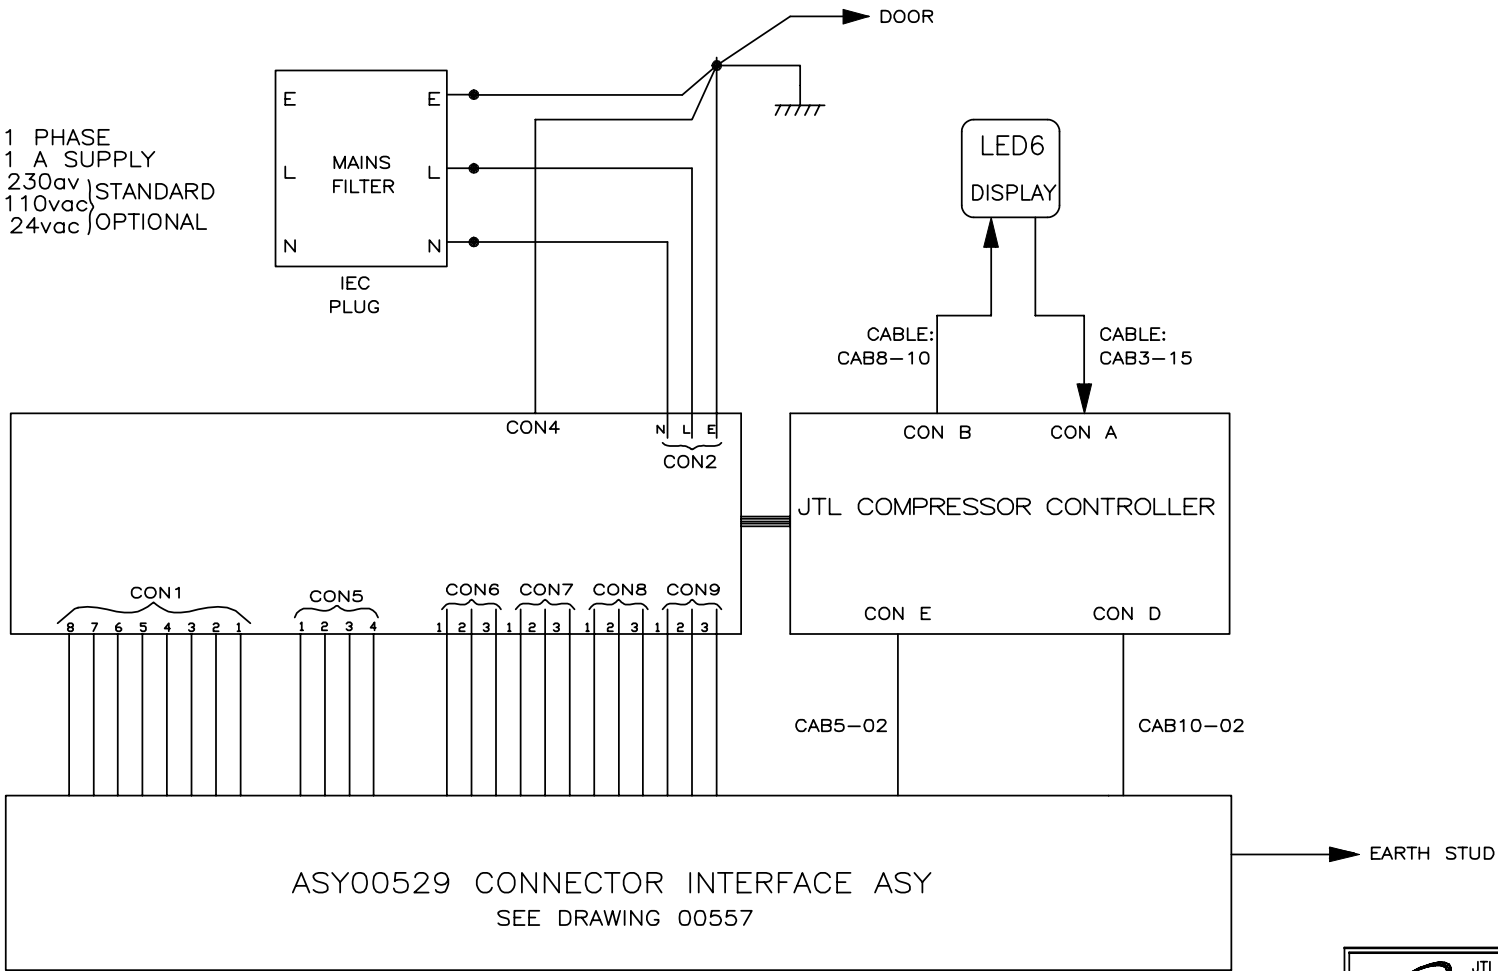 DOOR
1 PHASE
1 A SUPPLY
230av
110vac
24vac
STANDARD
OPTIONAL
E E
L MAINS FILTER L
N N
IEC
PLUG
LED6
DISPLAY
CABLE:
CAB8-10
CABLE:
CAB3-15
CON4
N L E
CON2
CON B CON A
JTL COMPRESSOR CONTROLLER
CON1
8 7 6 5 4 3 2 1
CON5
1 2 3 4
CON6 CON7 CON8 CON9
1 2 3 1 2 3 1 2 3 1 2 3
CON E CON D
CAB5-02
CAB10-02
ASY00529 CONNECTOR INTERFACE ASY
SEE DRAWING 00557
EARTH STUD
JTL